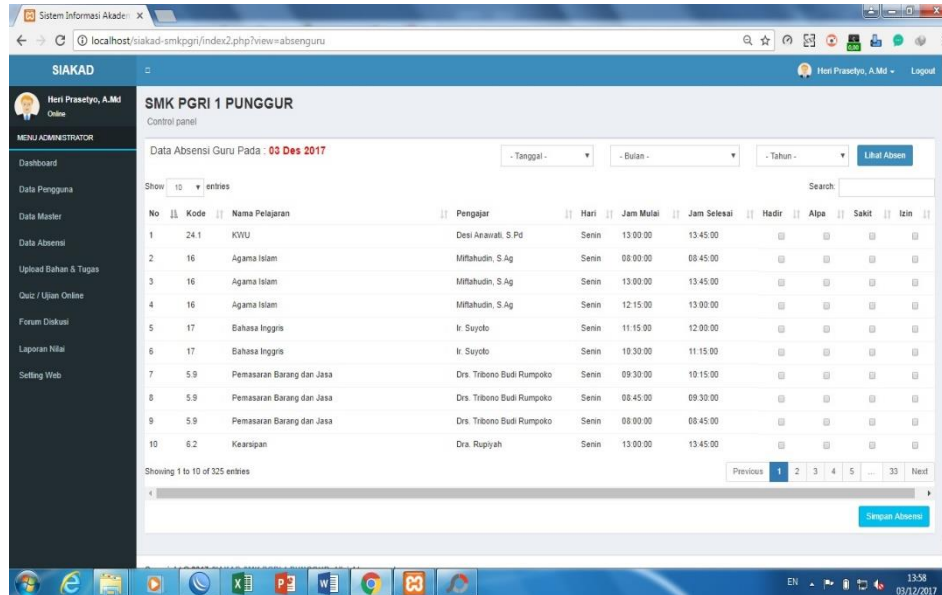 Sistem Informasi Akader
localhost/siakad-smkpgri/index2.php?view=absenguru
SIAKAD
Heri Prasetyo, A.Md
Logout
Heri Prasetyo, A.Md
Online
MENU ADMINISTRATOR
Dashboard
Data Pengguna
Data Master
Data Absensi
Upload Bahan & Tugas
Quiz / Ujian Online
Forum Diskusi
Laporan Nilai
Setting Web
SMK PGRI 1 PUNGGUR
Control panel
Data Absensi Guru Pada : 03 Des 2017
- Tanggal -
- Bulan -
- Tahun -
Lihat Absen
Show 10 entries
Search:
No Kode Nama Pelajaran Pengajar Hari Jam Mulai Jam Selesai Hadir Alpa Sakit Izin
1 24.1 KWU Desi Anawati, S.Pd Senin 13:00:00 13:45:00
2 16 Agama Islam Miftahudin, S.Ag Senin 08:00:00 08:45:00
3 16 Agama Islam Miftahudin, S.Ag Senin 13:00:00 13:45:00
4 16 Agama Islam Miftahudin, S.Ag Senin 12:15:00 13:00:00
5 17 Bahasa Inggris Ir. Suyoto Senin 11:15:00 12:00:00
6 17 Bahasa Inggris Ir. Suyoto Senin 10:30:00 11:15:00
7 5.9 Pemasaran Barang dan Jasa Drs. Tribono Budi Rumpoko Senin 09:30:00 10:15:00
8 5.9 Pemasaran Barang dan Jasa Drs. Tribono Budi Rumpoko Senin 08:45:00 09:30:00
9 5.9 Pemasaran Barang dan Jasa Drs. Tribono Budi Rumpoko Senin 08:00:00 08:45:00
10 6.2 Kearsipan Dra. Rupiyah Senin 13:00:00 13:45:00
Showing 1 to 10 of 325 entries
Previous 1 2 3 4 5 ... 33 Next
Simpan Absensi
EN
13:58
03/12/2017